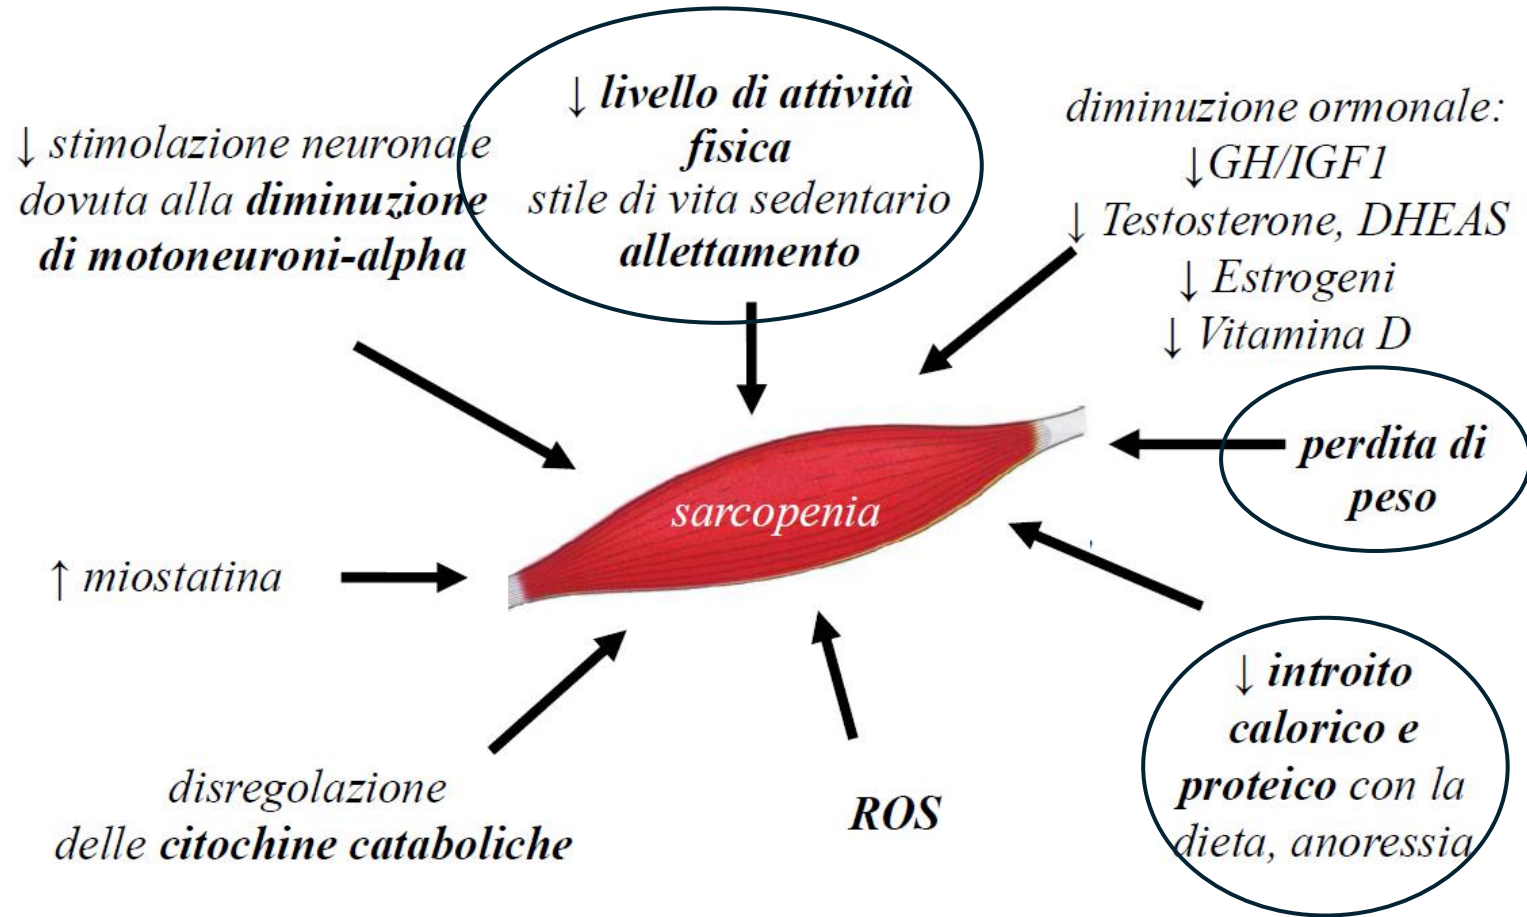 ↓ stimolazione neuronale
dovuta alla diminuzione
di motoneuroni-alpha
↓ livello di attività
fisica
stile di vita sedentario
allettamento
diminuzione ormonale:
↓GH/IGF1
↓ Testosterone, DHEAS
↓ Estrogeni
↓ Vitamina D
perdita di
peso
sarcopenia
↑ miostatina
↓ introito
calorico e
proteico con la
dieta, anoressia
disregolazione
delle citochine cataboliche
ROS